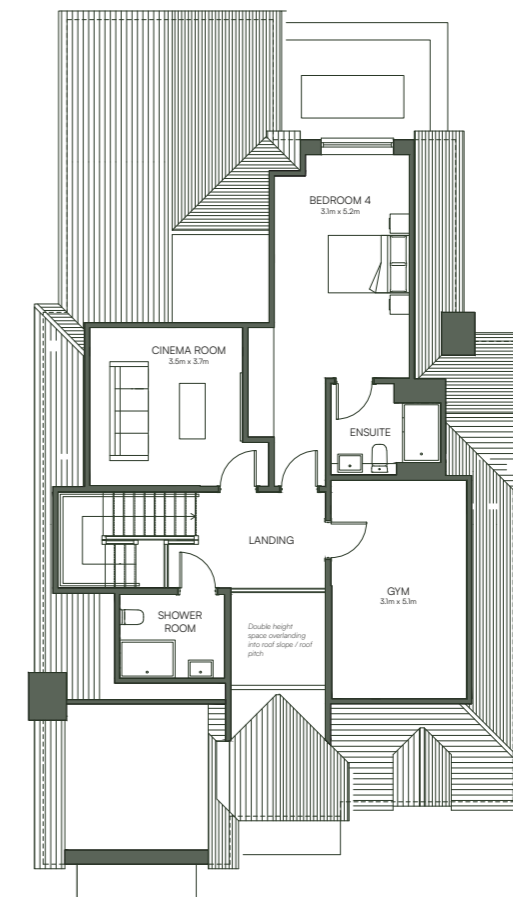 BEDROOM 4
3.1m x 5.2m
CINEMA ROOM
3.5m x 3.7m
ENSUITE
LANDING
GYM
3.1m x 5.1m
SHOWER
ROOM
Double height
space overlanding
into roof slope / roof
pitch